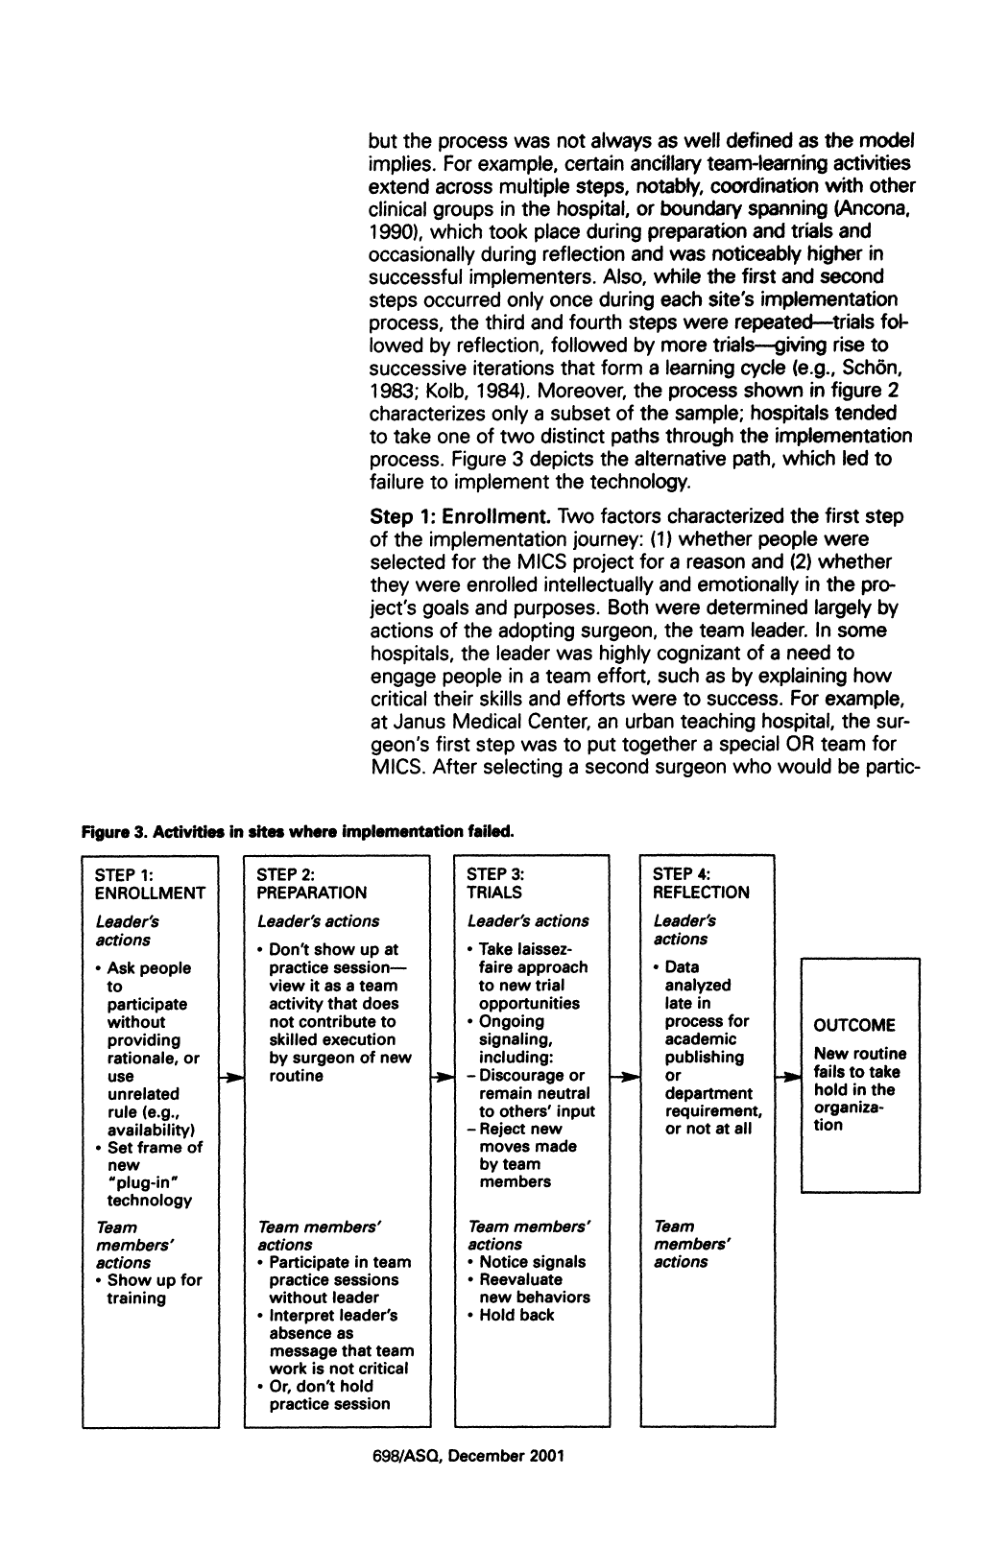 but the process was not always as well defined as the model
implies. For example, certain ancillary team-learning activities
extend across multiple steps, notably, coordination with other
clinical groups in the hospital, or boundary spanning (Ancona,
1990), which took place during preparation and trials and
occasionally during reflection and was noticeably higher in
successful implementers. Also, while the first and second
steps occurred only once during each site's implementation
process, the third and fourth steps were repeated—trials fol-
lowed by reflection, followed by more trials—giving rise to
successive iterations that form a learning cycle (e.g., Schön,
1983; Kolb, 1984). Moreover, the process shown in figure 2
characterizes only a subset of the sample; hospitals tended
to take one of two distinct paths through the implementation
process. Figure 3 depicts the alternative path, which led to
failure to implement the technology.
Step 1: Enrollment. Two factors characterized the first step
of the implementation journey: (1) whether people were
selected for the MICS project for a reason and (2) whether
they were enrolled intellectually and emotionally in the pro-
ject's goals and purposes. Both were determined largely by
actions of the adopting surgeon, the team leader. In some
hospitals, the leader was highly cognizant of a need to
engage people in a team effort, such as by explaining how
critical their skills and efforts were to success. For example,
at Janus Medical Center, an urban teaching hospital, the sur-
geon's first step was to put together a special OR team for
MICS. After selecting a second surgeon who would be partic-
Figure 3. Activities in sites where implementation failed.
STEP 1:
ENROLLMENT
Leader's
actions
• Ask people
to
participate
without
providing
rationale, or
use
unrelated
rule (e.g.,
availability)
• Set frame of
new
"plug-in"
technology
Team
members'
actions
• Show up for
training
STEP 2:
PREPARATION
Leader's actions
• Don't show up at
practice session—
view it as a team
activity that does
not contribute to
skilled execution
by surgeon of new
routine
Team members'
actions
• Participate in team
practice sessions
without leader
• Interpret leader's
absence as
message that team
work is not critical
• Or, don't hold
practice session
STEP 3:
TRIALS
Leader's actions
• Take laissez-
faire approach
to new trial
opportunities
• Ongoing
signaling,
including:
– Discourage or
remain neutral
to others' input
– Reject new
moves made
by team
members
Team members'
actions
• Notice signals
• Reevaluate
new behaviors
• Hold back
STEP 4:
REFLECTION
Leader's
actions
• Data
analyzed
late in
process for
academic
publishing
or
department
requirement,
or not at all
Team
members'
actions
OUTCOME
New routine
fails to take
hold in the
organiza-
tion
698/ASQ, December 2001